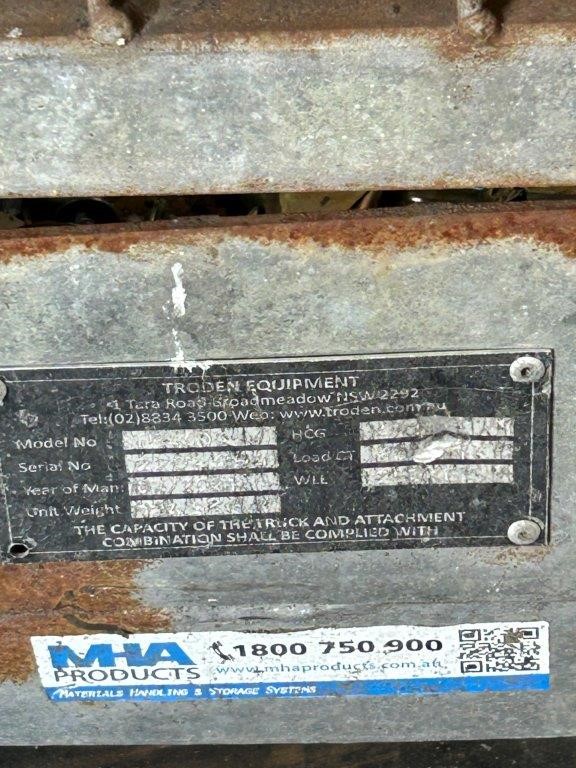 TRODEN EQUIPMENT
Tara Road Broadmeadow NSW 2292
Tel:(02)8334 3500 Web: www.troden.com.au
Model No HCG
Serial No Load CT
Year of Man: WLL
Unit Weight
THE CAPACITY OF THE TRUCK AND ATTACHMENT
COMBINATION SHALL BE COMPLIED WITH
MHA 1800 750 900
PRODUCTS www.mhaproducts.com.au
MATERIALS HANDLING & STORAGE SYSTEMS